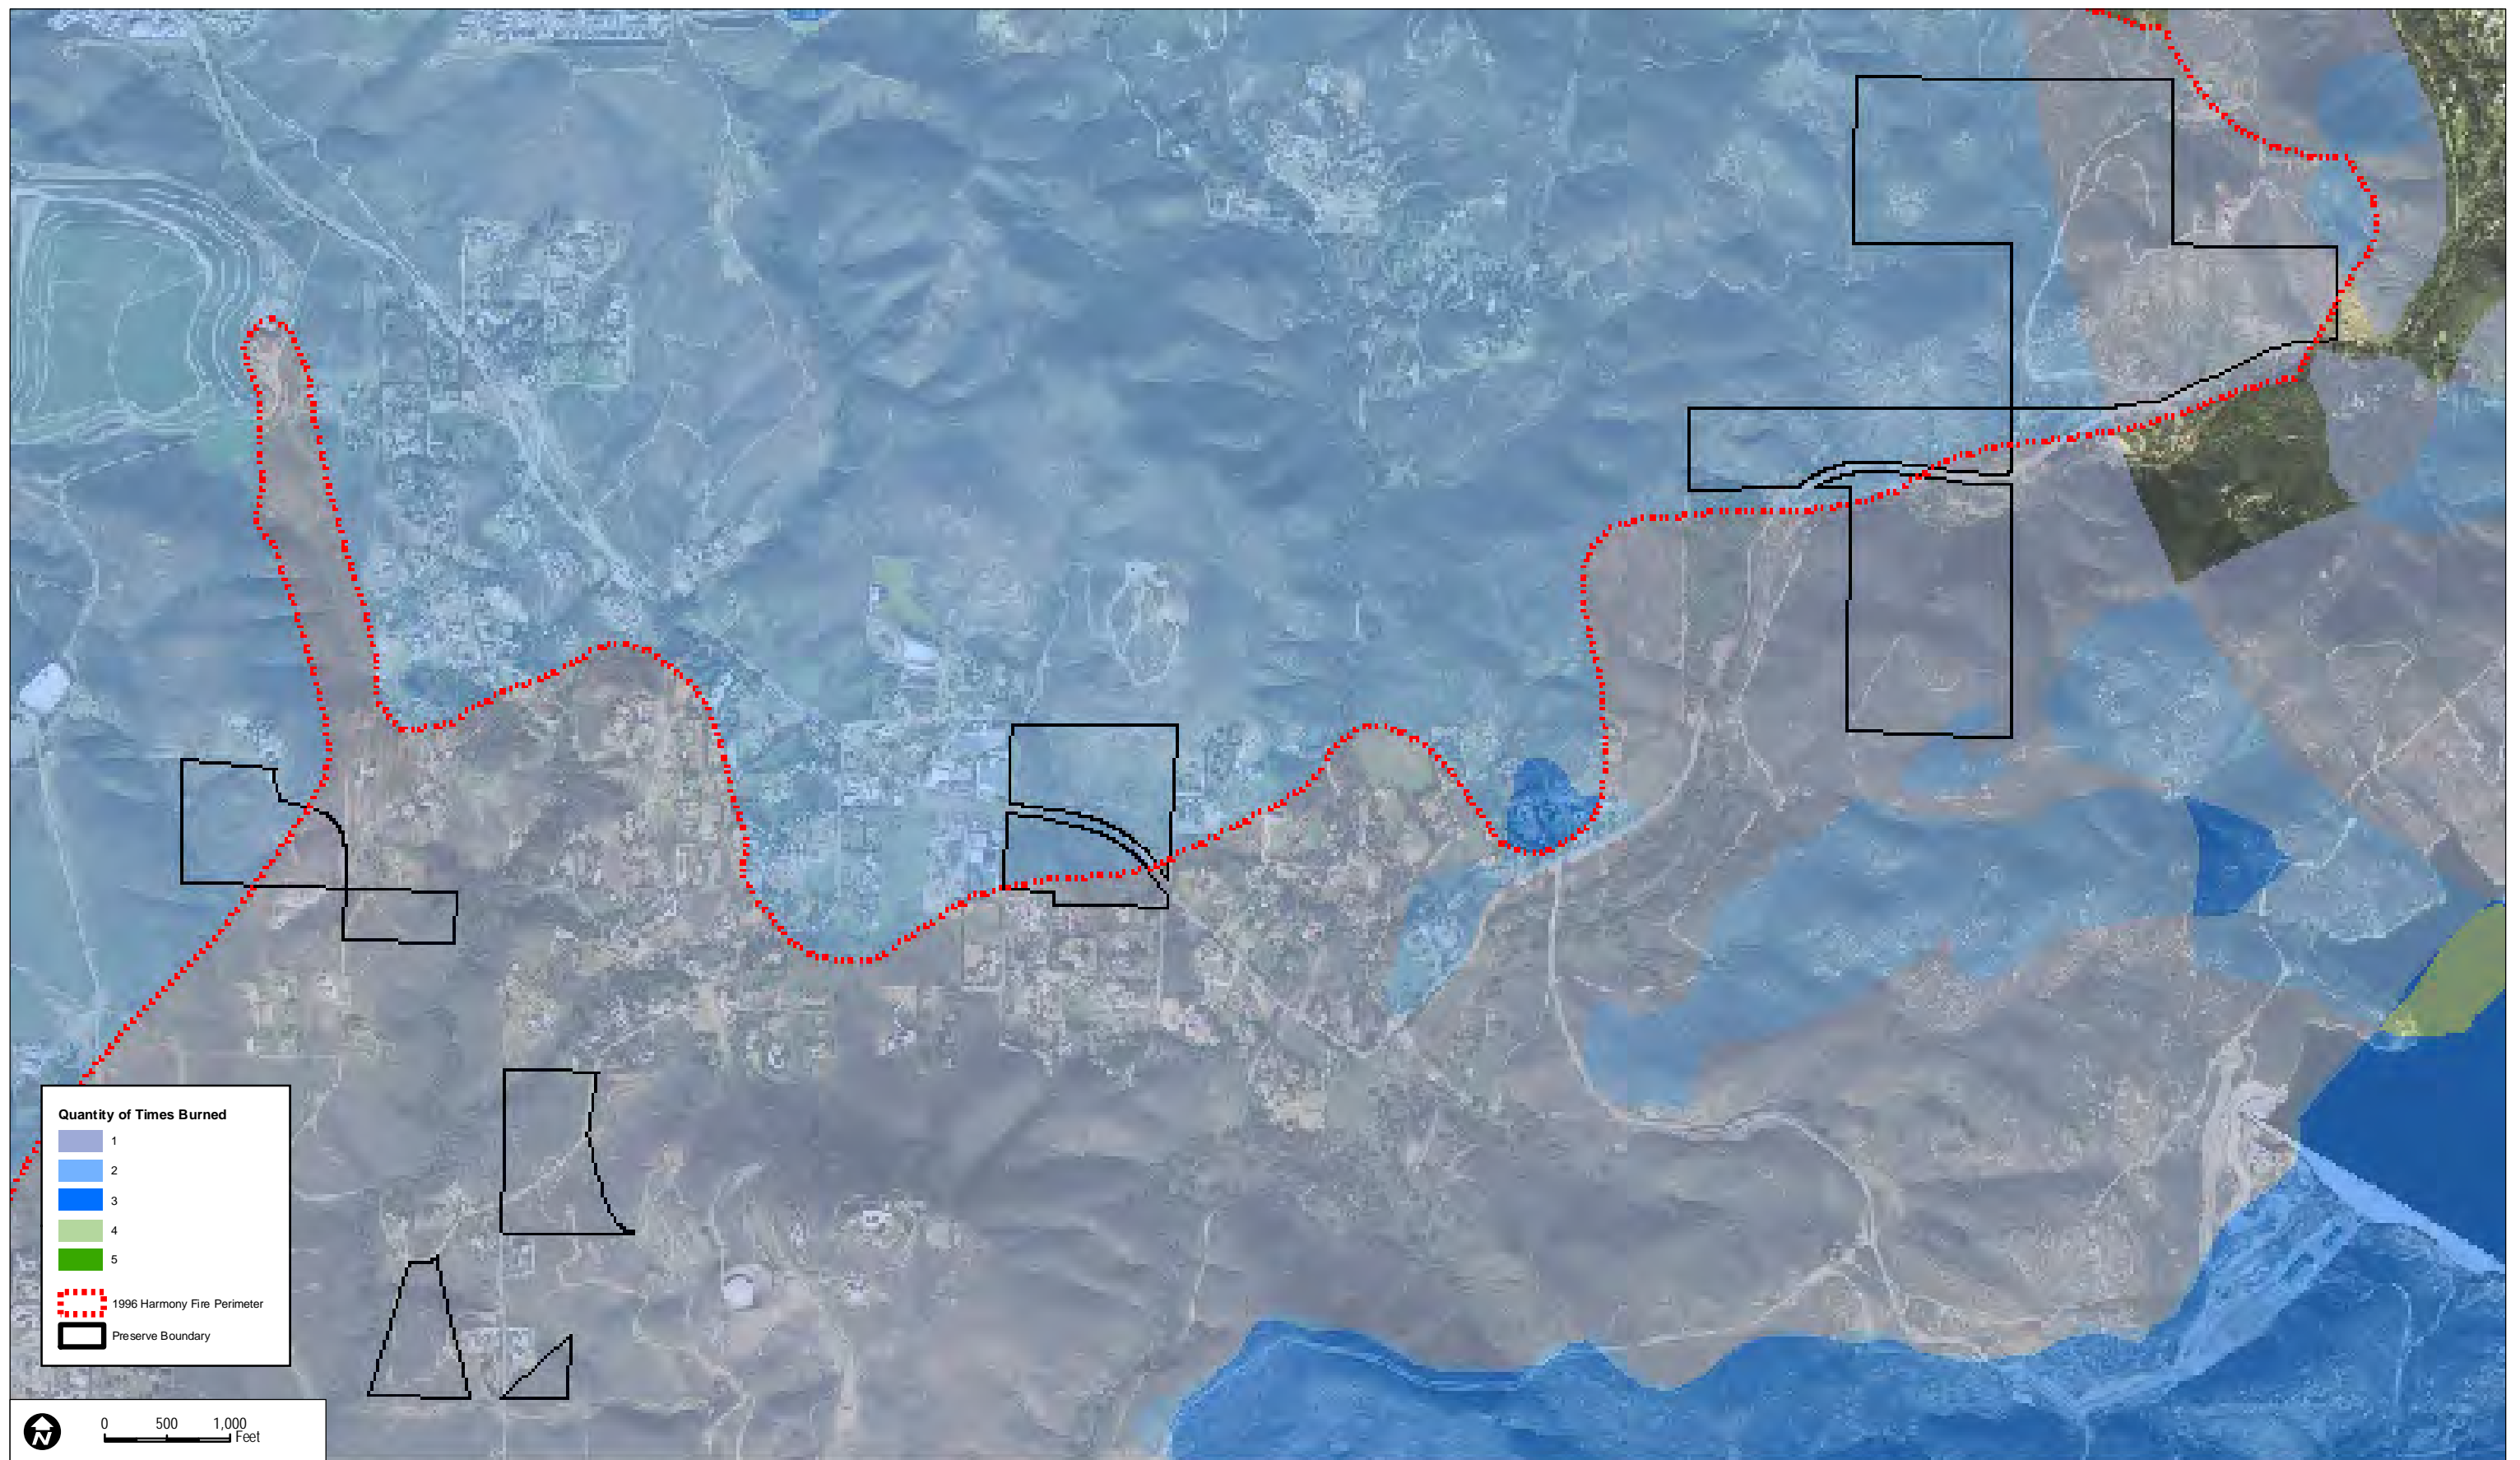 Quantity of Times Burned
1
2
3
4
5
1996 Harmony Fire Perimeter
Preserve Boundary
N
0 500 1,000
Feet